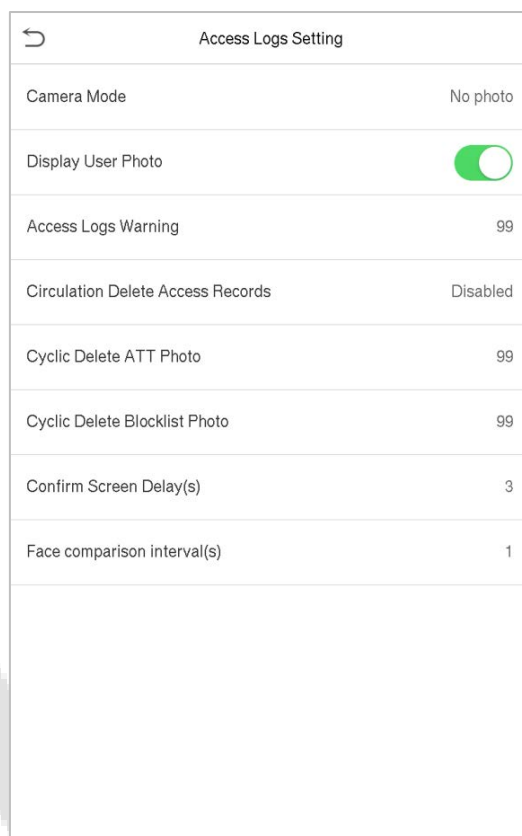 Access Logs Setting
Camera Mode No photo
Display User Photo
Access Logs Warning 99
Circulation Delete Access Records Disabled
Cyclic Delete ATT Photo 99
Cyclic Delete Blocklist Photo 99
Confirm Screen Delay(s) 3
Face comparison interval(s) 1